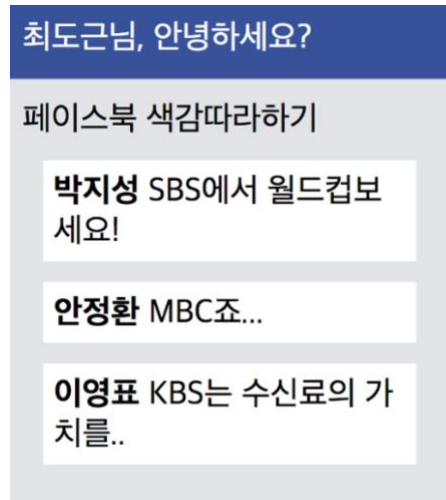 최도근님, 안녕하세요?
페이스북 색감따라하기
박지성 SBS에서 월드컵보
세요!
안정환 MBC죠...
이영표 KBS는 수신료의 가
치를..